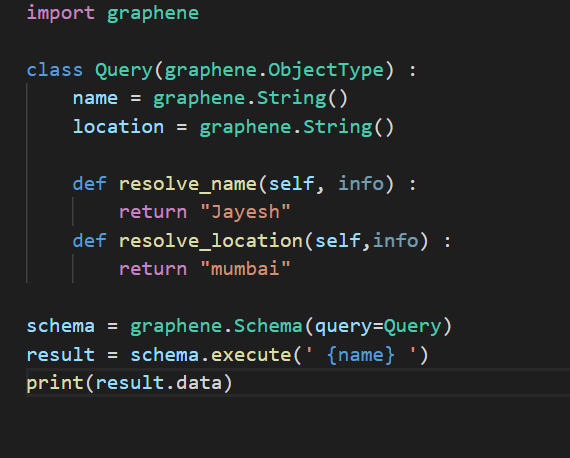 import graphene
class Query(graphene.ObjectType) :
    name = graphene.String()
    location = graphene.String()
    def resolve_name(self, info) :
        return "Jayesh"
    def resolve_location(self,info) :
        return "mumbai"
schema = graphene.Schema(query=Query)
result = schema.execute(' {name} ')
print(result.data)